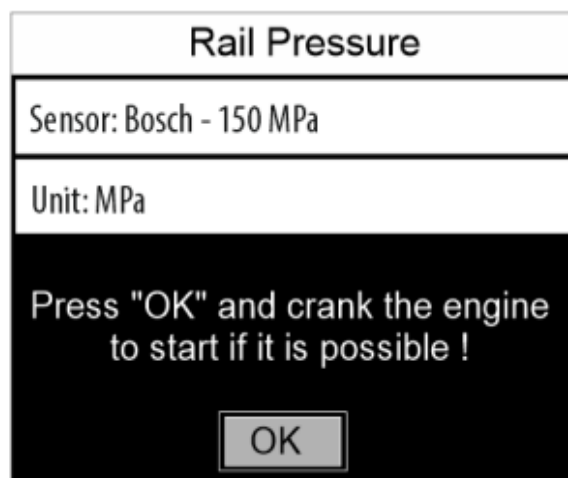 Rail Pressure
Sensor: Bosch - 150 MPa
Unit: MPa
Press "OK" and crank the engine
to start if it is possible !
OK